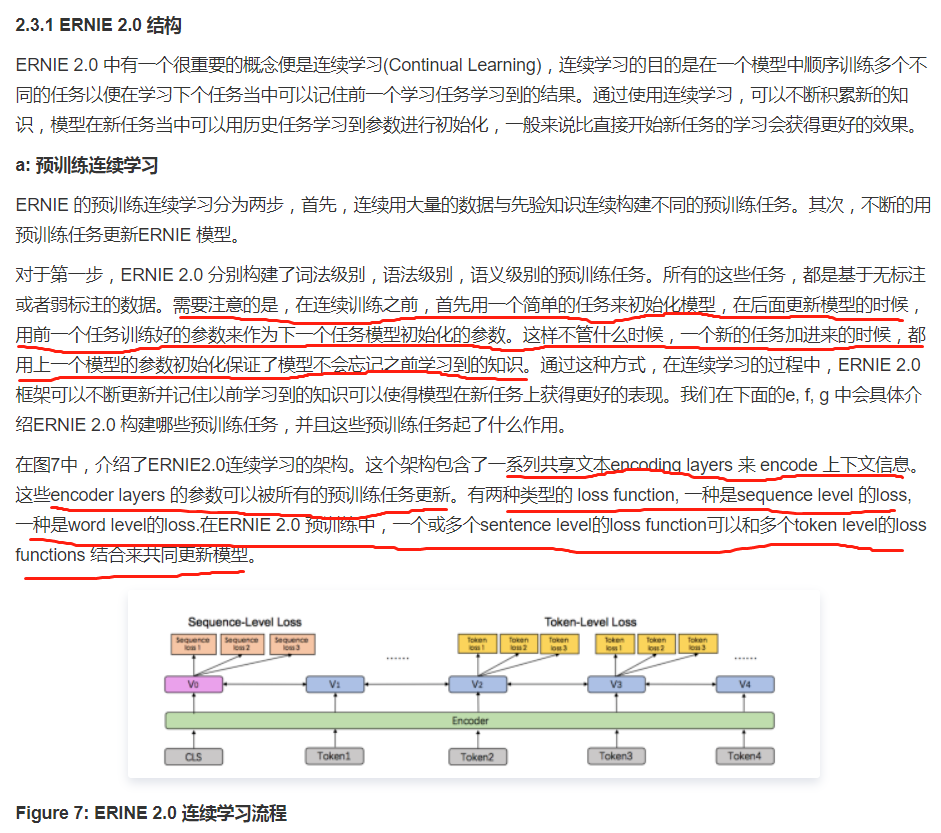 2.3.1 ERNIE 2.0 结构
ERNIE 2.0 中有一个很重要的概念便是连续学习(Continual Learning)，连续学习的目的是在一个模型中顺序训练多个不
同的任务以便在学习下个任务当中可以记住前一个学习任务学习到的结果。通过使用连续学习，可以不断积累新的知
识，模型在新任务当中可以用历史任务学习到参数进行初始化，一般来说比直接开始新任务的学习会获得更好的效果。
a: 预训练连续学习
ERNIE 的预训练连续学习分为两步，首先，连续用大量的数据与先验知识连续构建不同的预训练任务。其次，不断的用
预训练任务更新ERNIE 模型。
对于第一步，ERNIE 2.0 分别构建了词法级别，语法级别，语义级别的预训练任务。所有的这些任务，都是基于无标注
或者弱标注的数据。需要注意的是，在连续训练之前，首先用一个简单的任务来初始化模型，在后面更新模型的时候，
用前一个任务训练好的参数来作为下一个任务模型初始化的参数。这样不管什么时候，一个新的任务加进来的时候，都
用上一个模型的参数初始化保证了模型不会忘记之前学习到的知识。通过这种方式，在连续学习的过程中，ERNIE 2.0
框架可以不断更新并记住以前学习到的知识可以使得模型在新任务上获得更好的表现。我们在下面的e, f, g 中会具体介
绍ERNIE 2.0 构建哪些预训练任务，并且这些预训练任务起了什么作用。
在图7中，介绍了ERNIE2.0连续学习的架构。这个架构包含了一系列共享文本encoding layers 来 encode 上下文信息。
这些encoder layers 的参数可以被所有的预训练任务更新。有两种类型的 loss function, 一种是sequence level 的loss,
一种是word level的loss.在ERNIE 2.0 预训练中，一个或多个sentence level的loss function可以和多个token level的loss
functions 结合来共同更新模型。
Sequence-Level Loss Token-Level Loss
Sequence loss 1 Sequence loss 2 Sequence loss 3 ...... Token loss 1 Token loss 2 Token loss 3 Token loss 1 Token loss 2 Token loss 3 ......
V0 V1 V2 V3 V4
Encoder
CLS Token1 Token2 Token3 Token4
Figure 7: ERINE 2.0 连续学习流程